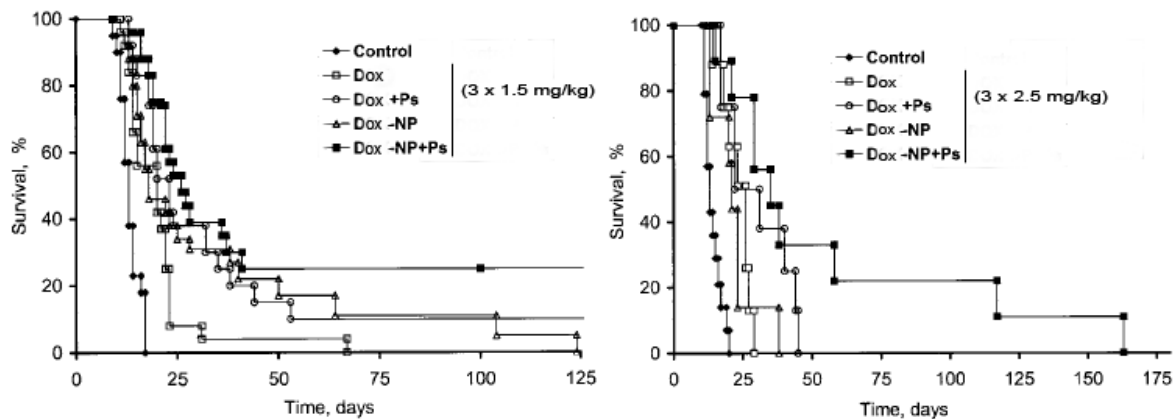 100
80
60
40
20
0
Survival, %
Control
Dox
Dox +Ps
Dox -NP
Dox -NP+Ps
(3 x 1.5 mg/kg)
0 25 50 75 100 125
Time, days
100
80
60
40
20
0
Survival, %
Control
Dox
Dox +Ps
Dox -NP
Dox -NP+Ps
(3 x 2.5 mg/kg)
0 25 50 75 100 125 150 175
Time, days